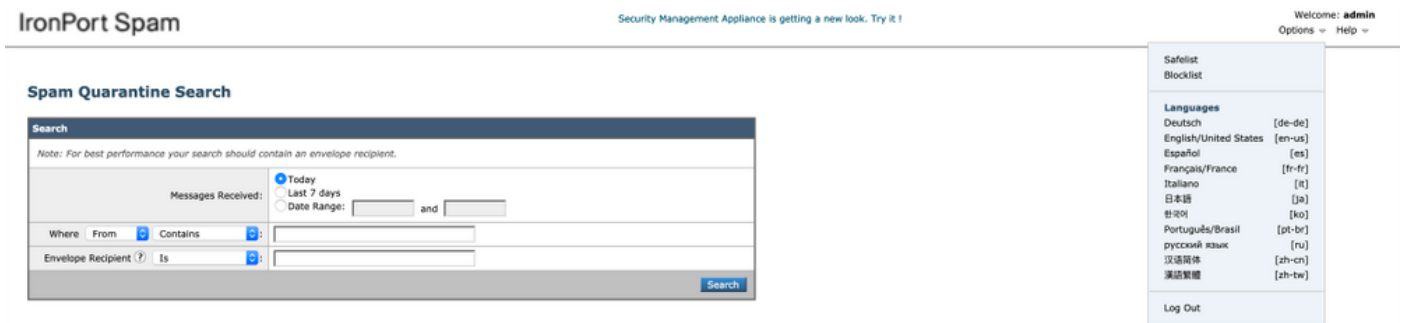 IronPort Spam
Security Management Appliance is getting a new look. Try it !
Welcome: admin
Options Help
Safelist
Blocklist
Languages
Deutsch [de-de]
English/United States [en-us]
Español [es]
Français/France [fr-fr]
Italiano [it]
日本語 [ja]
한국어 [ko]
Português/Brasil [pt-br]
русский язык [ru]
汉语简体 [zh-cn]
漢語繁體 [zh-tw]
Log Out
Spam Quarantine Search
Search
Note: For best performance your search should contain an envelope recipient.
Messages Received:
Today
Last 7 days
Date Range: and
Where From Contains :
Envelope Recipient ? Is :
Search